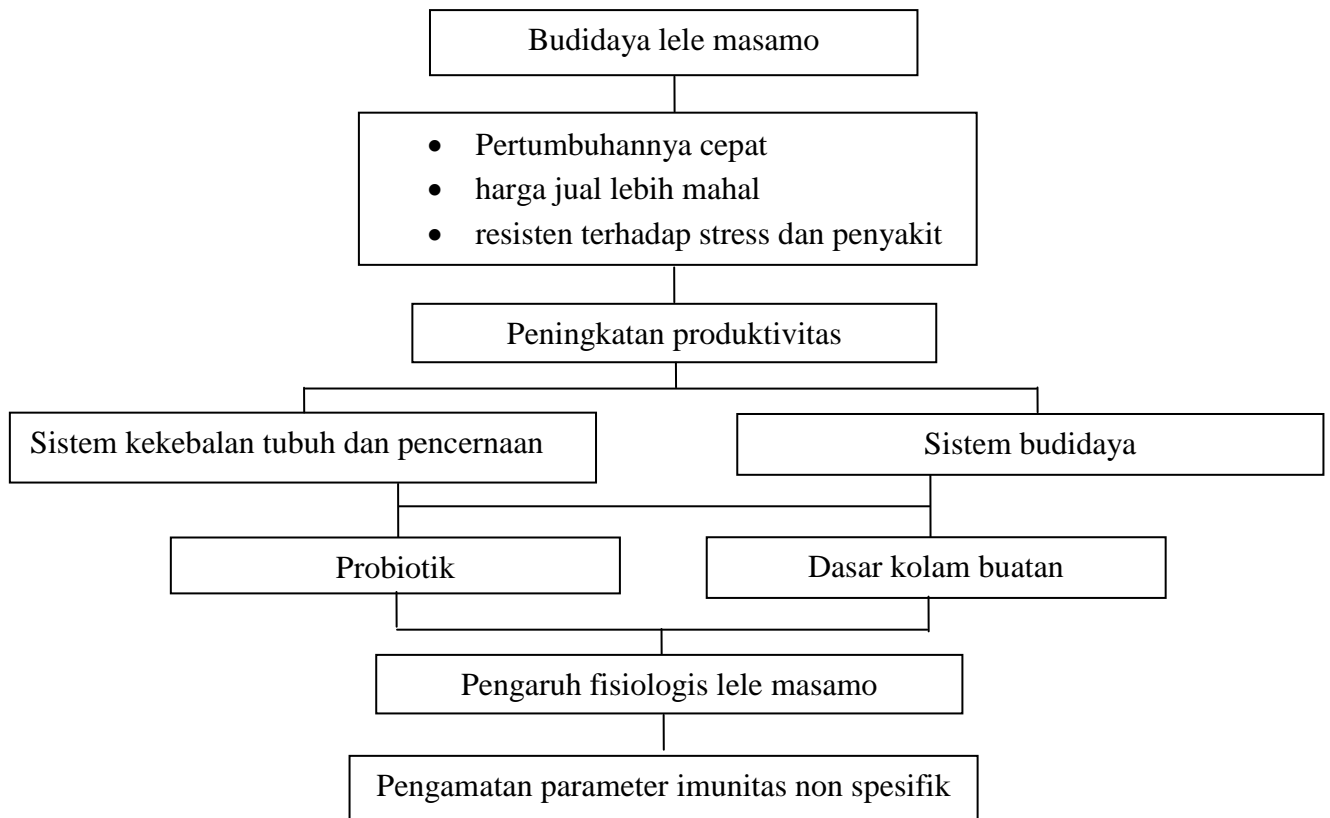 Budidaya lele masamo
• Pertumbuhannya cepat
• harga jual lebih mahal
• resisten terhadap stress dan penyakit
Peningkatan produktivitas
Sistem kekebalan tubuh dan pencernaan
Sistem budidaya
Probiotik
Dasar kolam buatan
Pengaruh fisiologis lele masamo
Pengamatan parameter imunitas non spesifik